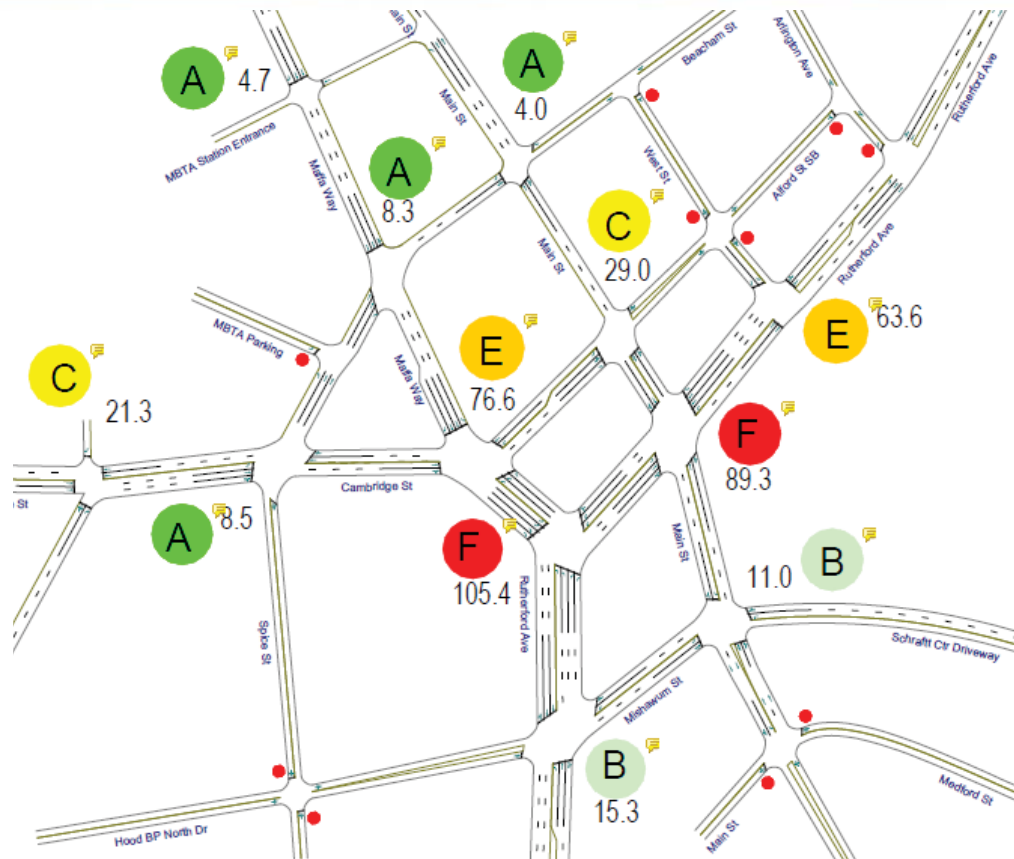 Main St
A
4.7
MBTA Station Entrance
Maffa Way
Main St
A
4.0
Beacham St
Arlington Ave
Rutherford Ave
A
8.3
West St
Alford St SB
C
29.0
Main St
Rutherford Ave
E
63.6
MBTA Parking
C
21.3
Maffa Way
E
76.6
F
89.3
St
Cambridge St
A
8.5
F
105.4
Main St
B
11.0
Schrafft Ctr Driveway
Spice St
Rutherford Ave
Mishawum St
B
15.3
Medford St
Main St
Hood BP North Dr